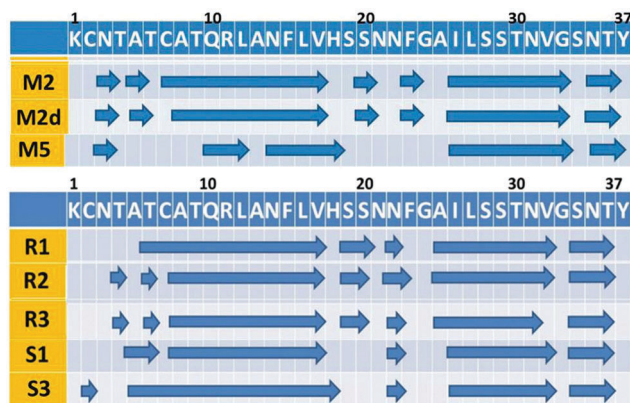 1 10 20 30 37
KCNTATCATQRLANFLVHSSNNFGAILSSTNVGSNTY
M2
M2d
M5
1 10 20 30 37
KCNTATCATQRLANFLVHSSNNFGAILSSTNVGSNTY
R1
R2
R3
S1
S3